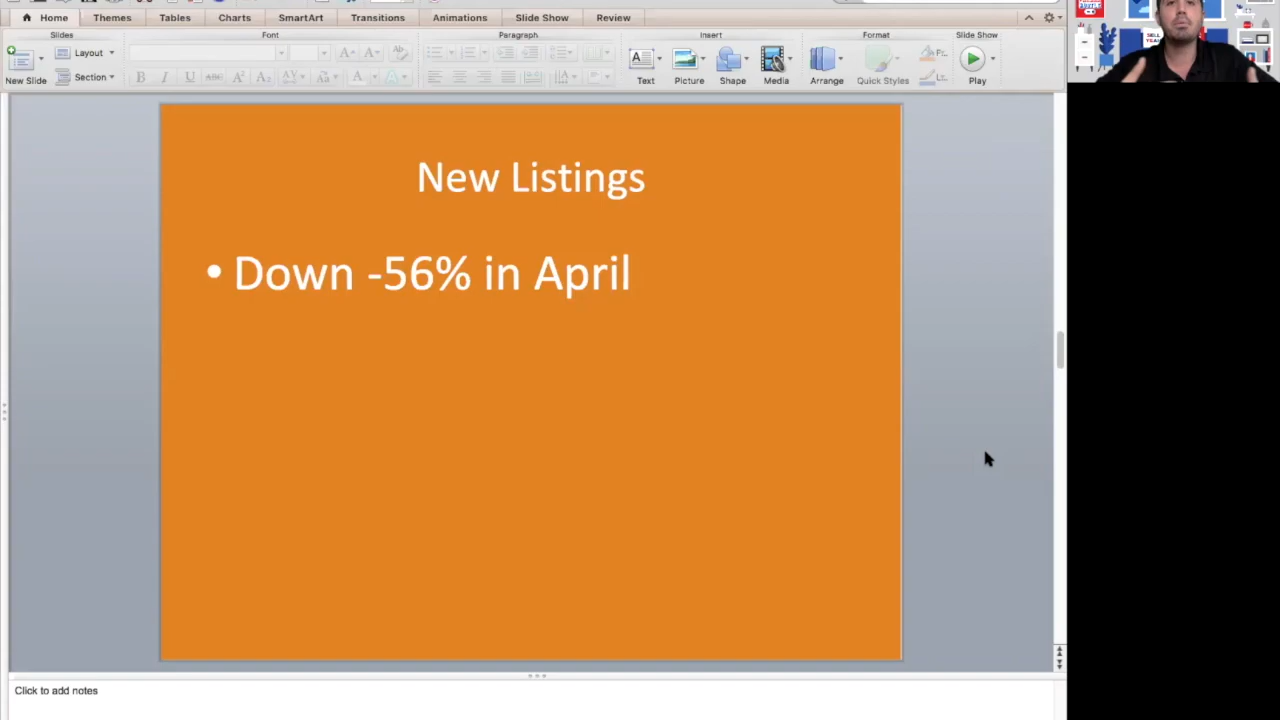 Home Themes Tables Charts SmartArt Transitions Animations Slide Show Review
Slides Font Paragraph Insert Format Slide Show
New Slide Layout Section Text Picture Shape Media Arrange Quick Styles Play
New Listings
• Down -56% in April
Click to add notes